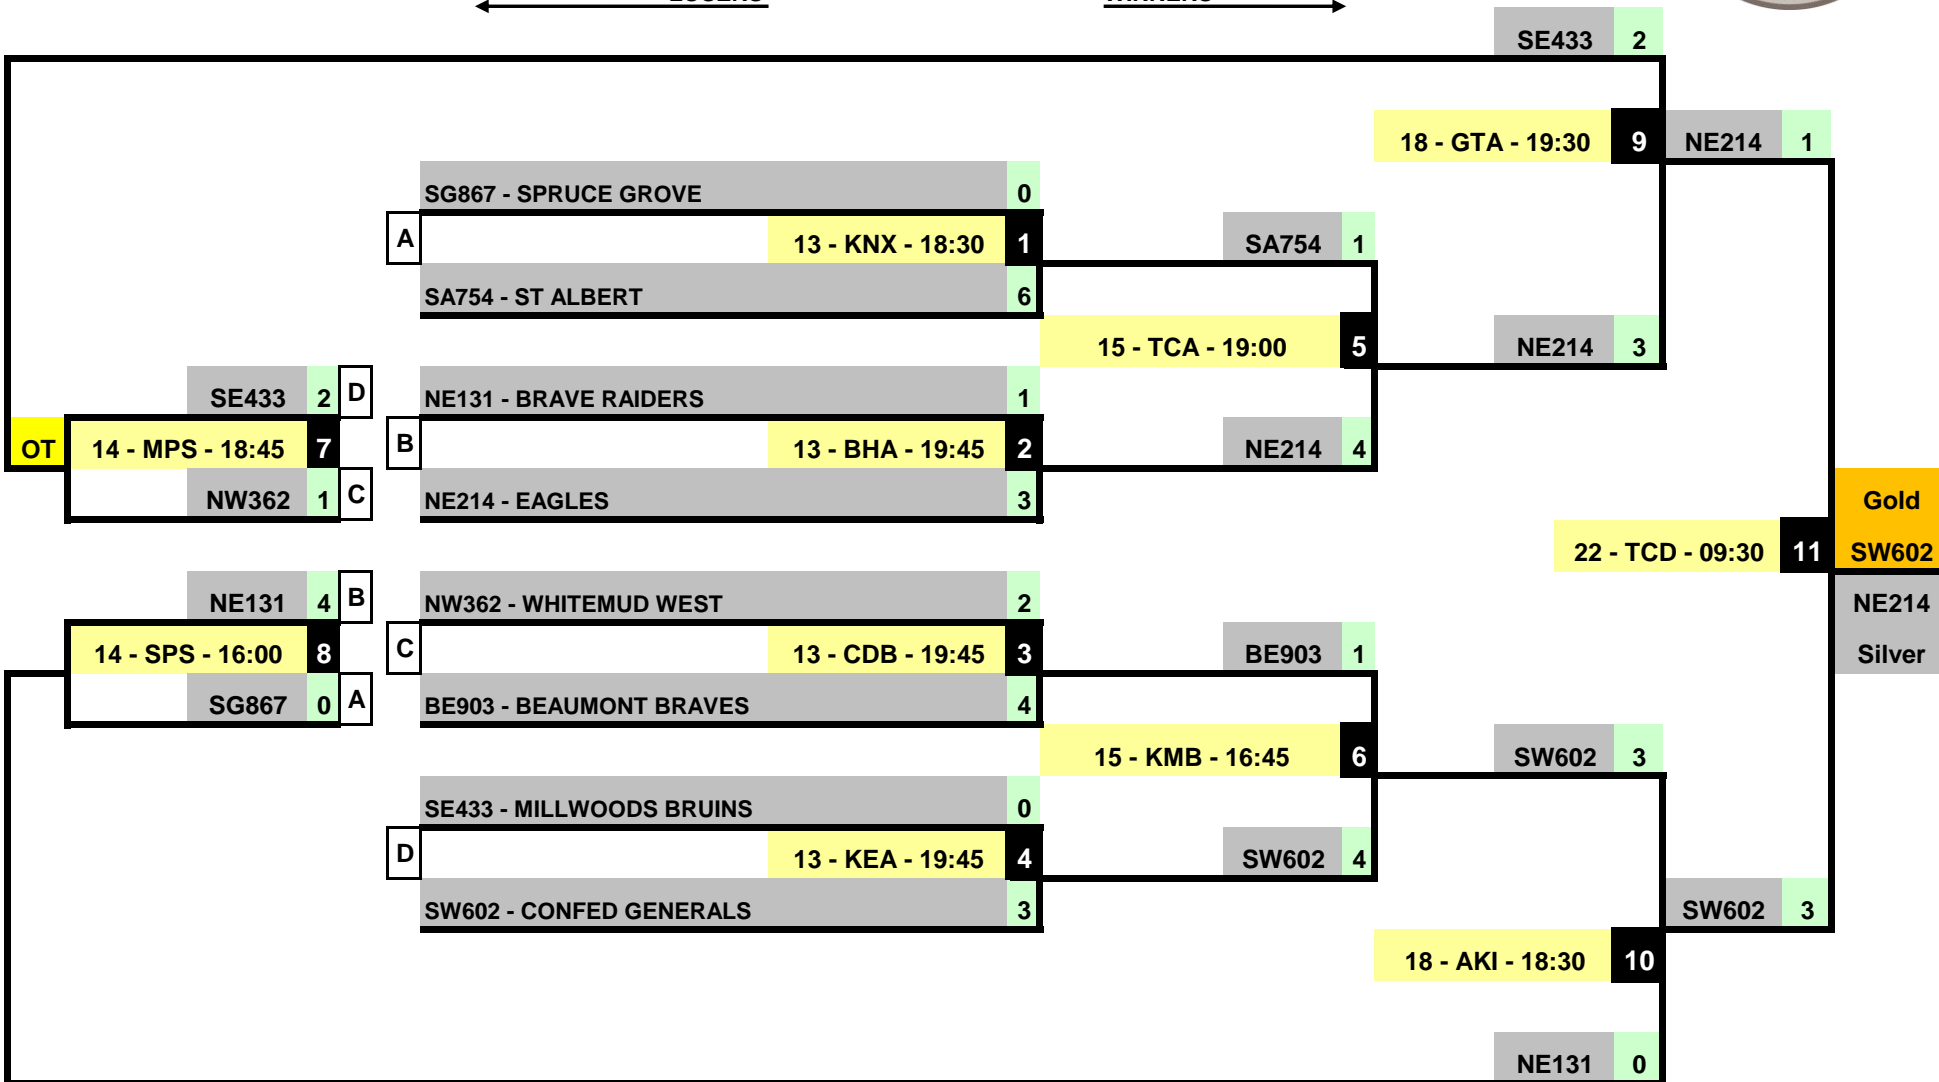 LOSERS WINNERS
SE433 2
18 - GTA - 19:30 9 NE214 1
SG867 - SPRUCE GROVE 0
A 13 - KNX - 18:30 1 SA754 1
SA754 - ST ALBERT 6
15 - TCA - 19:00 5 NE214 3
SE433 2 D NE131 - BRAVE RAIDERS 1
OT 14 - MPS - 18:45 7 B 13 - BHA - 19:45 2 NE214 4
NW362 1 C NE214 - EAGLES 3 Gold
22 - TCD - 09:30 11 SW602
NE131 4 B NW362 - WHITEMUD WEST 2 NE214
14 - SPS - 16:00 8 C 13 - CDB - 19:45 3 BE903 1 Silver
SG867 0 A BE903 - BEAUMONT BRAVES 4
15 - KMB - 16:45 6 SW602 3
SE433 - MILLWOODS BRUINS 0
D 13 - KEA - 19:45 4 SW602 4
SW602 - CONFED GENERALS 3 SW602 3
18 - AKI - 18:30 10
NE131 0